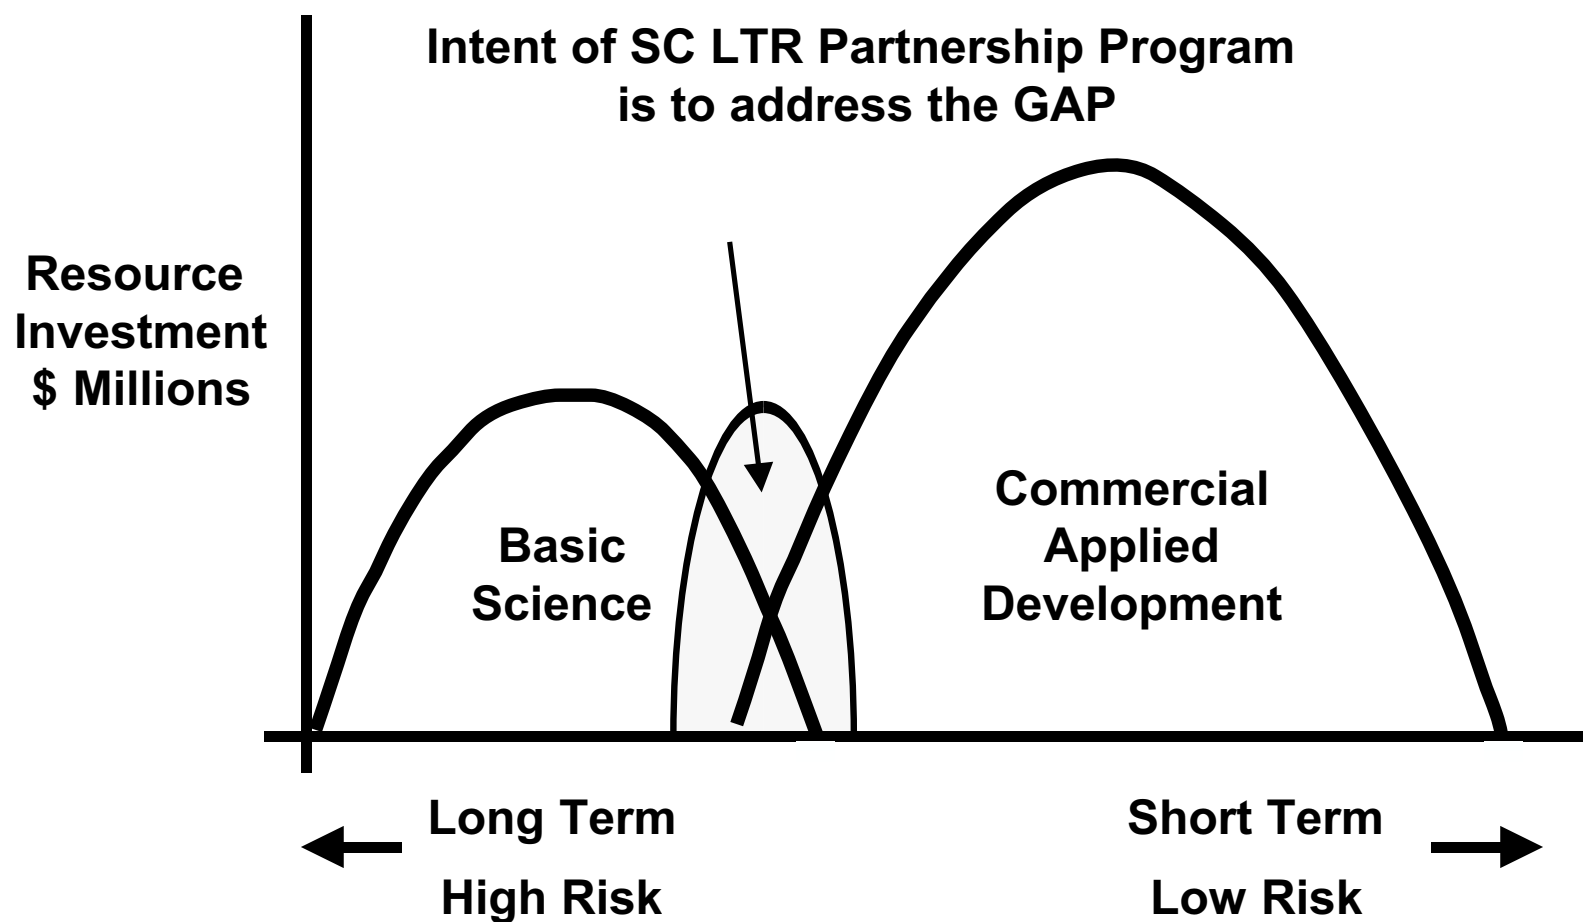 Intent of SC LTR Partnership Program
is to address the GAP
Resource
Investment
$ Millions
Basic
Science
Commercial
Applied
Development
Long Term
High Risk
Short Term
Low Risk